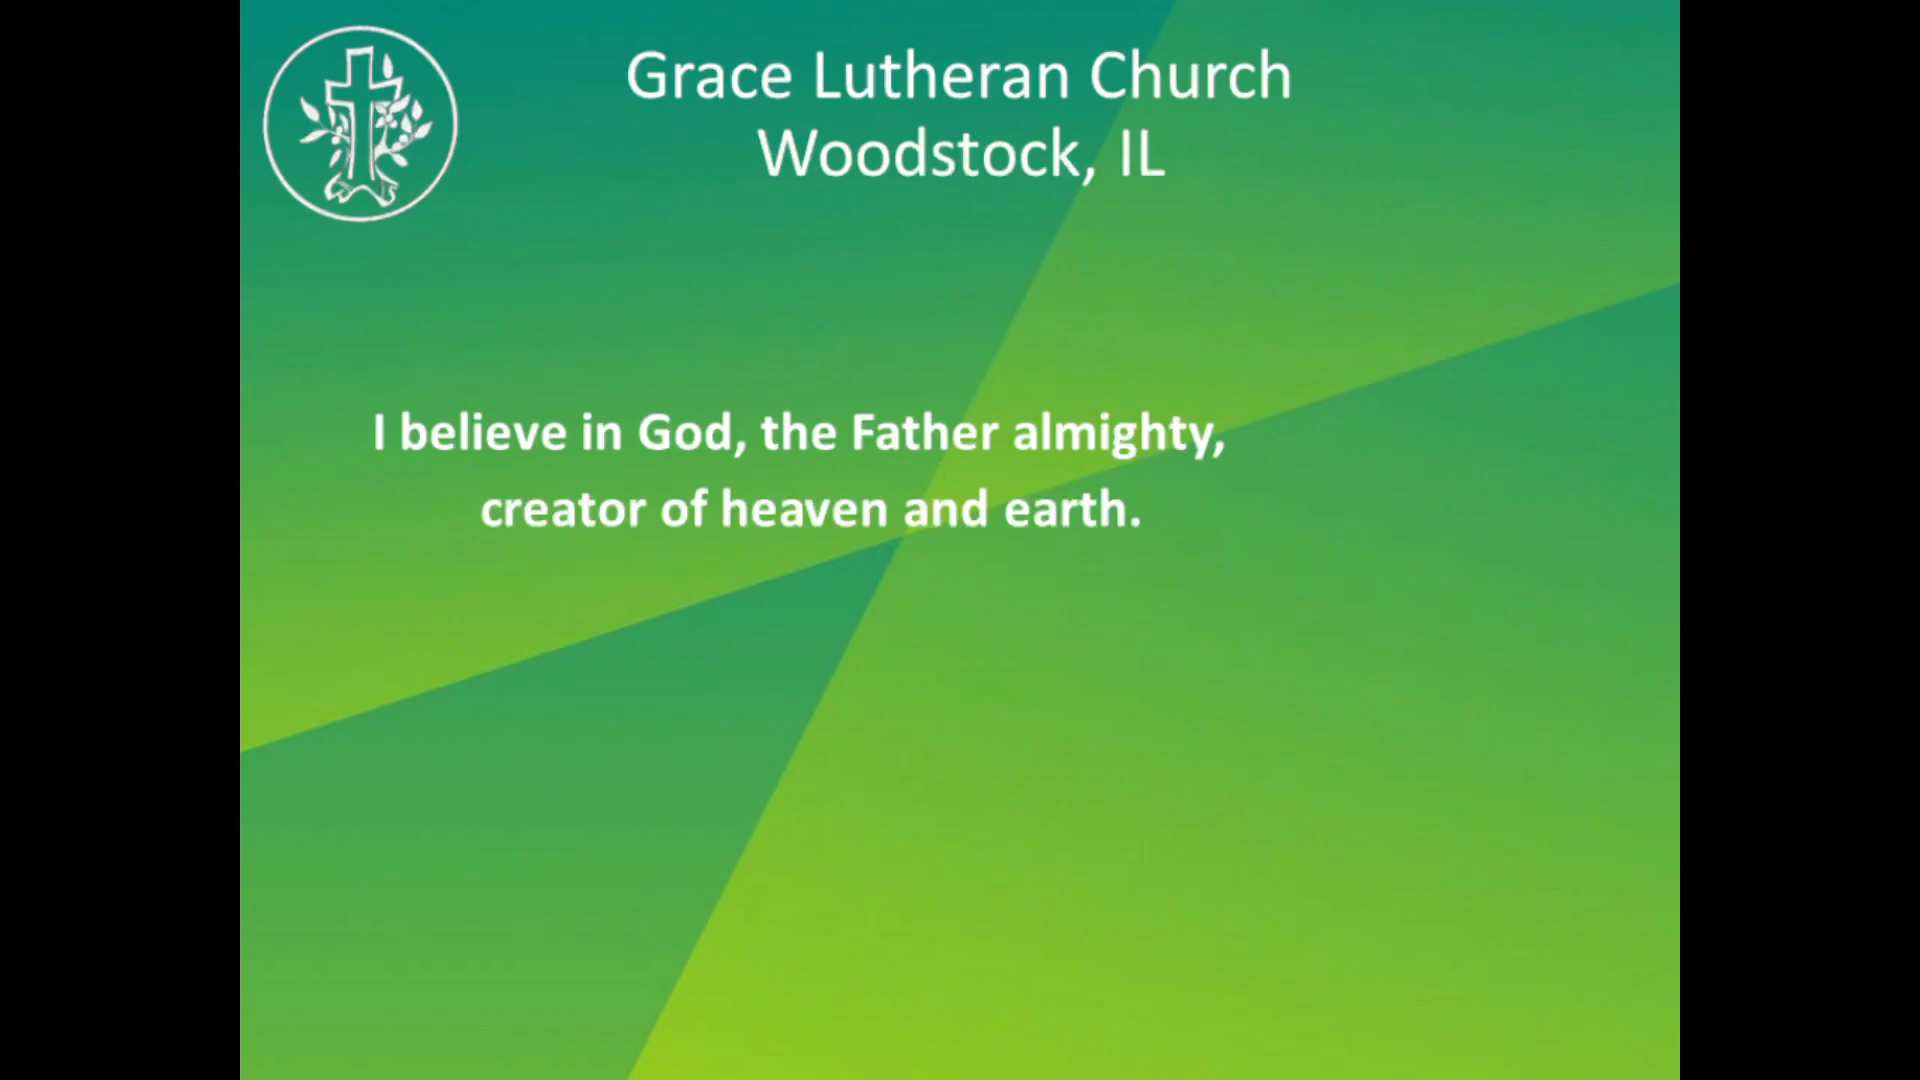 Grace Lutheran Church
Woodstock, IL
I believe in God, the Father almighty,
creator of heaven and earth.